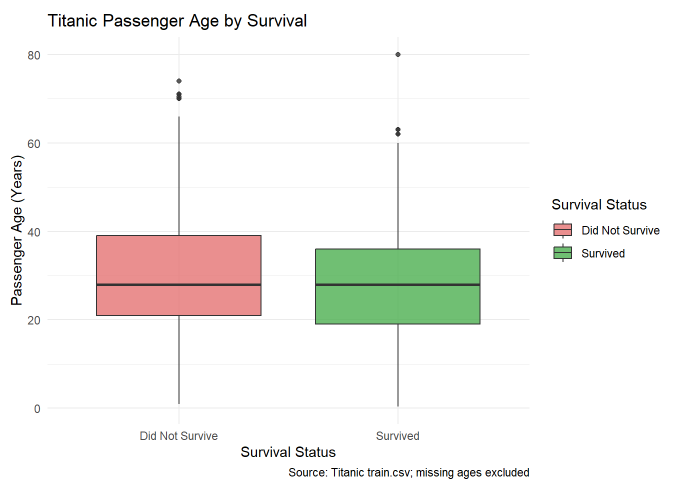 Titanic Passenger Age by Survival
Passenger Age (Years)
80
60
40
20
0
Did Not Survive
Survived
Survival Status
Survival Status
Did Not Survive
Survived
Source: Titanic train.csv; missing ages excluded